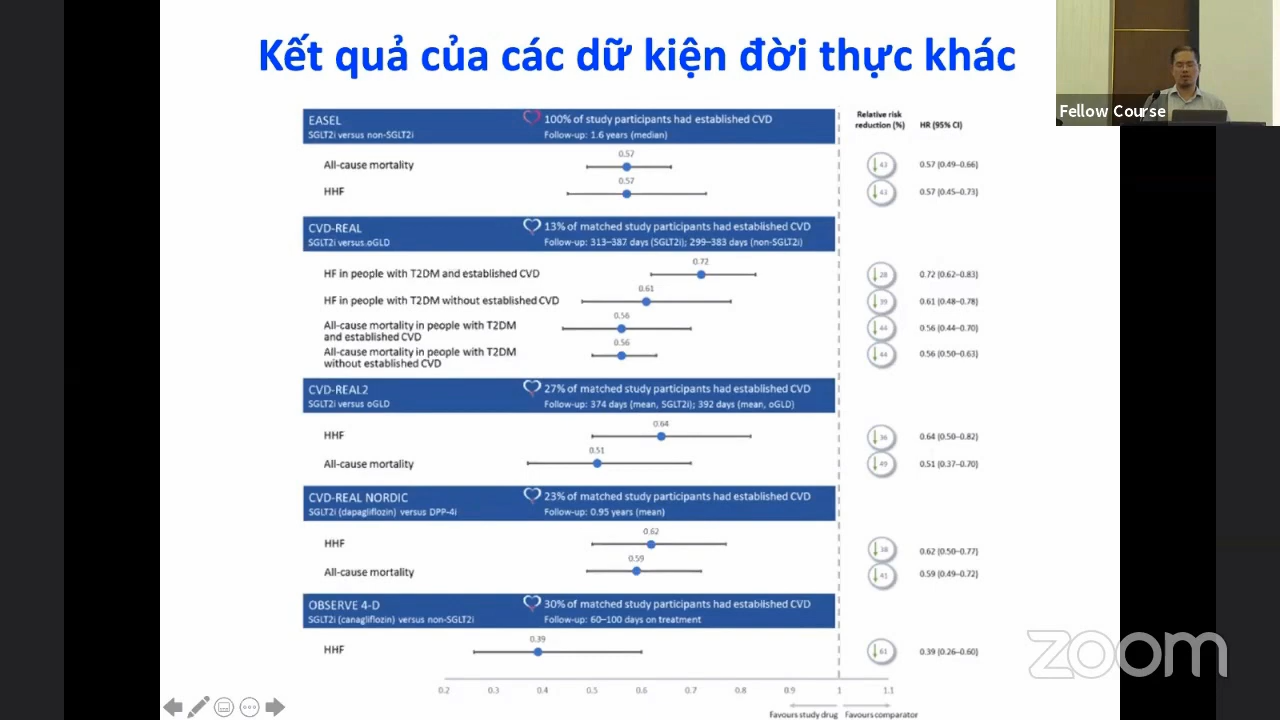 Kết quả của các dữ kiện đời thực khác
Fellow Course
Relative risk
reduction (%)
HR (95% CI)
EASEL
SGLT2i versus non-SGLT2i
100% of study participants had established CVD
Follow-up: 1.6 years (median)
All-cause mortality
0.57
43
0.57 (0.49–0.66)
HHF
0.57
43
0.57 (0.45–0.73)
CVD-REAL
SGLT2i versus oGLD
13% of matched study participants had established CVD
Follow-up: 313–387 days (SGLT2i); 299–383 days (non-SGLT2i)
HF in people with T2DM and established CVD
0.72
28
0.72 (0.62–0.83)
HF in people with T2DM without established CVD
0.61
39
0.61 (0.48–0.78)
All-cause mortality in people with T2DM
and established CVD
0.56
44
0.56 (0.44–0.70)
All-cause mortality in people with T2DM
without established CVD
0.56
44
0.56 (0.50–0.63)
CVD-REAL2
SGLT2i versus oGLD
27% of matched study participants had established CVD
Follow-up: 374 days (mean, SGLT2i); 392 days (mean, oGLD)
HHF
0.64
36
0.64 (0.50–0.82)
All-cause mortality
0.51
49
0.51 (0.37–0.70)
CVD-REAL NORDIC
SGLT2i (dapagliflozin) versus DPP-4i
23% of matched study participants had established CVD
Follow-up: 0.95 years (mean)
HHF
0.62
38
0.62 (0.50–0.77)
All-cause mortality
0.59
41
0.59 (0.49–0.72)
OBSERVE 4-D
SGLT2i (canagliflozin) versus non-SGLT2i
30% of matched study participants had established CVD
Follow-up: 60–100 days on treatment
HHF
0.39
61
0.39 (0.26–0.60)
0.2 0.3 0.4 0.5 0.6 0.7 0.8 0.9 1 1.1
Favours study drug Favours comparator
zoom